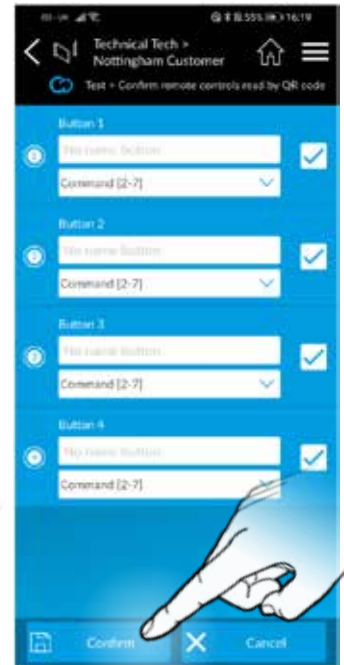 55% 16:19
Technical Tech >
Nottingham Customer
Test > Confirm remote controls read by QR code
Button 1
No name button
Command [2-7]
Button 2
No name button
Command [2-7]
Button 3
No name button
Command [2-7]
Button 4
No name button
Command [2-7]
Confirm
Cancel